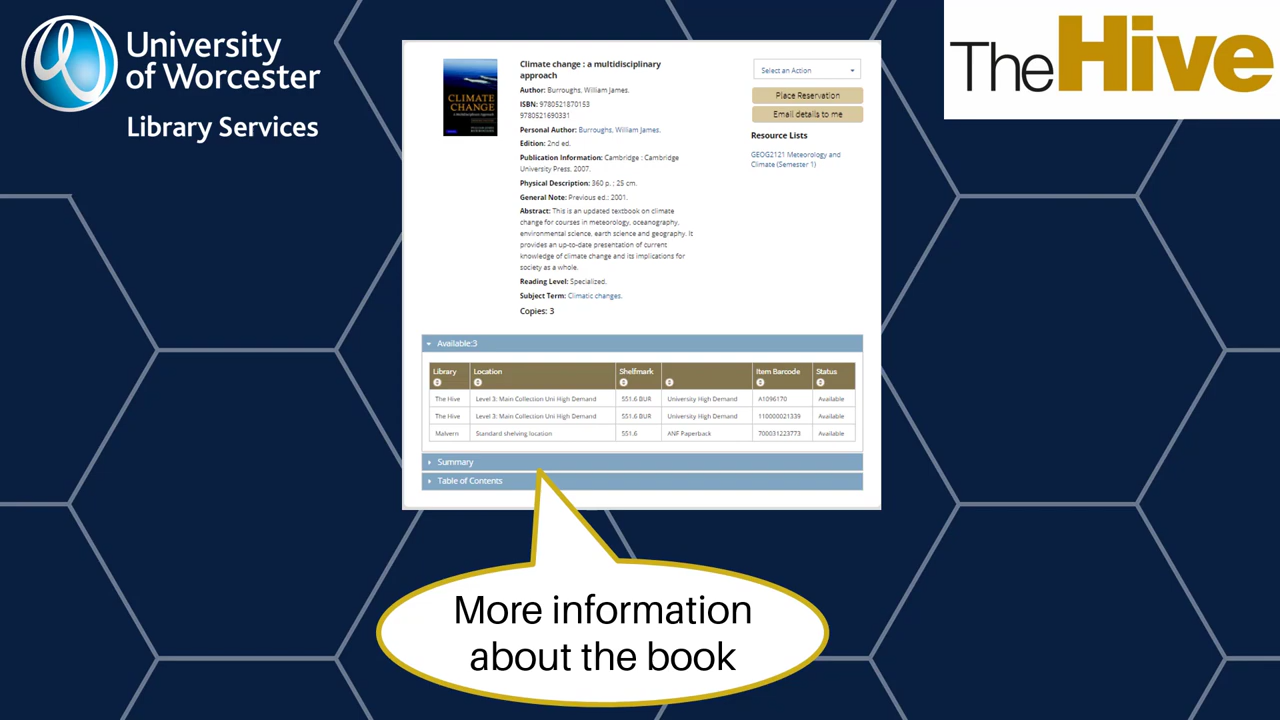 University
of Worcester
Library Services
TheHive
CLIMATE
CHANGE
Climate change : a multidisciplinary
approach
Author: Burroughs, William James.
ISBN: 9780521870153
9780521690331
Personal Author: Burroughs, William James.
Edition: 2nd ed.
Publication Information: Cambridge : Cambridge
University Press, 2007.
Physical Description: 360 p. ; 25 cm.
General Note: Previous ed.: 2001.
Abstract: This is an updated textbook on climate
change for courses in meteorology, oceanography,
environmental science, earth science and geography. It
provides an up-to-date presentation of current
knowledge of climate change and its implications for
society as a whole.
Reading Level: Specialized.
Subject Term: Climatic changes.
Copies: 3
Select an Action
Place Reservation
Email details to me
Resource Lists
GEOG2121 Meteorology and
Climate (Semester 1)
Available:3
Library Location Shelfmark Item Barcode Status
The Hive Level 3: Main Collection Uni High Demand 551.6 BUR University High Demand A1096170 Available
The Hive Level 3: Main Collection Uni High Demand 551.6 BUR University High Demand 110000021339 Available
Malvern Standard shelving location 551.6 ANF Paperback 700031223773 Available
Summary
Table of Contents
More information
about the book